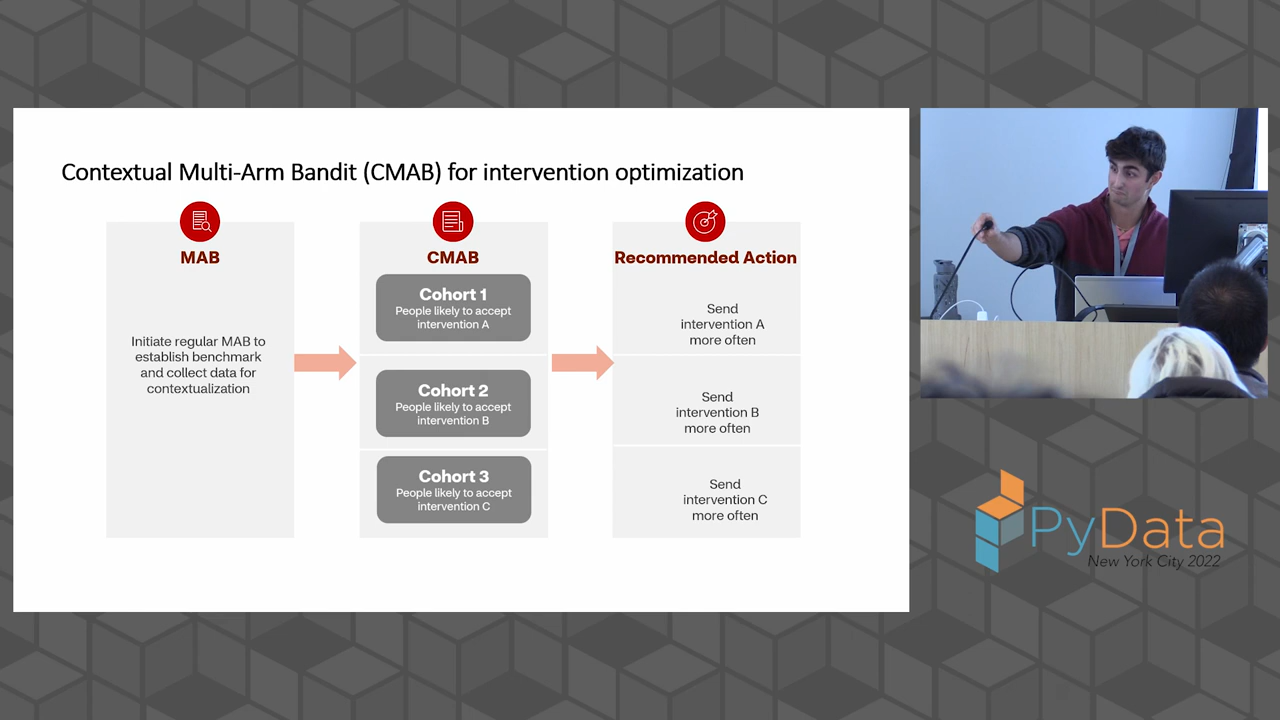 Contextual Multi-Arm Bandit (CMAB) for intervention optimization
MAB
Initiate regular MAB to
establish benchmark
and collect data for
contextualization
CMAB
Cohort 1
People likely to accept
intervention A
Cohort 2
People likely to accept
intervention B
Cohort 3
People likely to accept
intervention C
Recommended Action
Send
intervention A
more often
Send
intervention B
more often
Send
intervention C
more often
PyData
New York City 2022